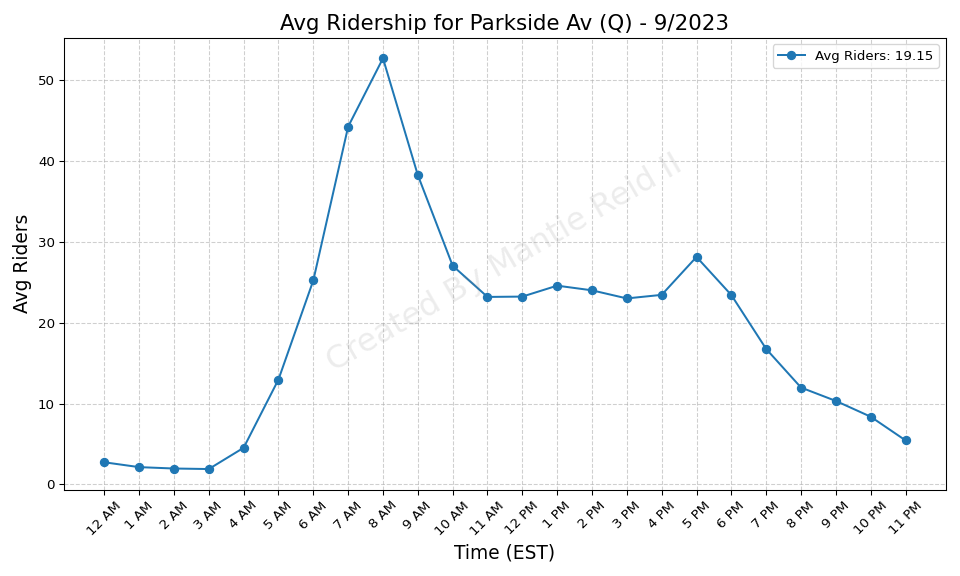 Avg Ridership for Parkside Av (Q) - 9/2023
Avg Riders: 19.15
Avg Riders
50
40
30
20
10
0
Created By Mantie Reid II
12 AM
1 AM
2 AM
3 AM
4 AM
5 AM
6 AM
7 AM
8 AM
9 AM
10 AM
11 AM
12 PM
1 PM
2 PM
3 PM
4 PM
5 PM
6 PM
7 PM
8 PM
9 PM
10 PM
11 PM
Time (EST)